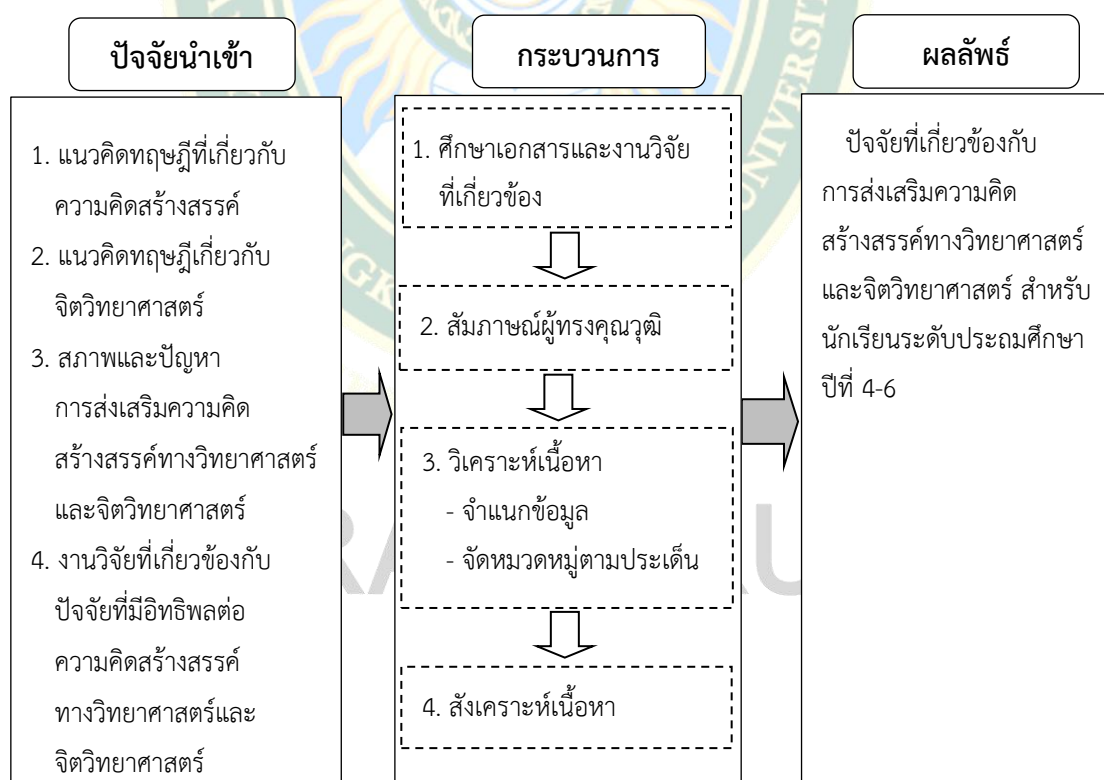 ปัจจัยนำเข้า
1. แนวคิดทฤษฎีที่เกี่ยวกับ
ความคิดสร้างสรรค์
2. แนวคิดทฤษฎีเกี่ยวกับ
จิตวิทยาศาสตร์
3. สภาพและปัญหา
การส่งเสริมความคิด
สร้างสรรค์ทางวิทยาศาสตร์
และจิตวิทยาศาสตร์
4. งานวิจัยที่เกี่ยวข้องกับ
ปัจจัยที่มีอิทธิพลต่อ
ความคิดสร้างสรรค์
ทางวิทยาศาสตร์และ
จิตวิทยาศาสตร์
กระบวนการ
1. ศึกษาเอกสารและงานวิจัย
ที่เกี่ยวข้อง
2. สัมภาษณ์ผู้ทรงคุณวุฒิ
3. วิเคราะห์เนื้อหา
- จำแนกข้อมูล
- จัดหมวดหมู่ตามประเด็น
4. สังเคราะห์เนื้อหา
ผลลัพธ์
ปัจจัยที่เกี่ยวข้องกับ
การส่งเสริมความคิด
สร้างสรรค์ทางวิทยาศาสตร์
และจิตวิทยาศาสตร์ สำหรับ
นักเรียนระดับประถมศึกษา
ปีที่ 4-6